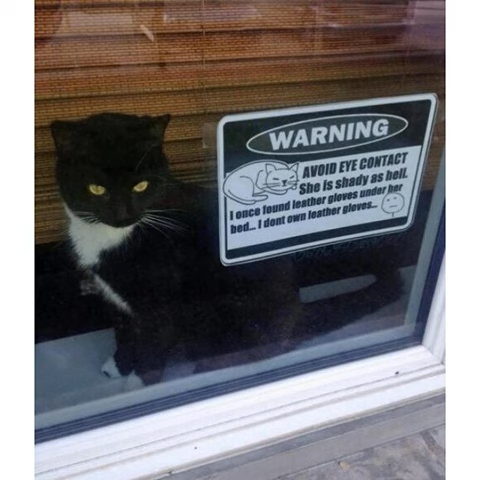 WARNING
AVOID EYE CONTACT
She is shady as hell.
I once found leather gloves under her
bed... I dont own leather gloves...